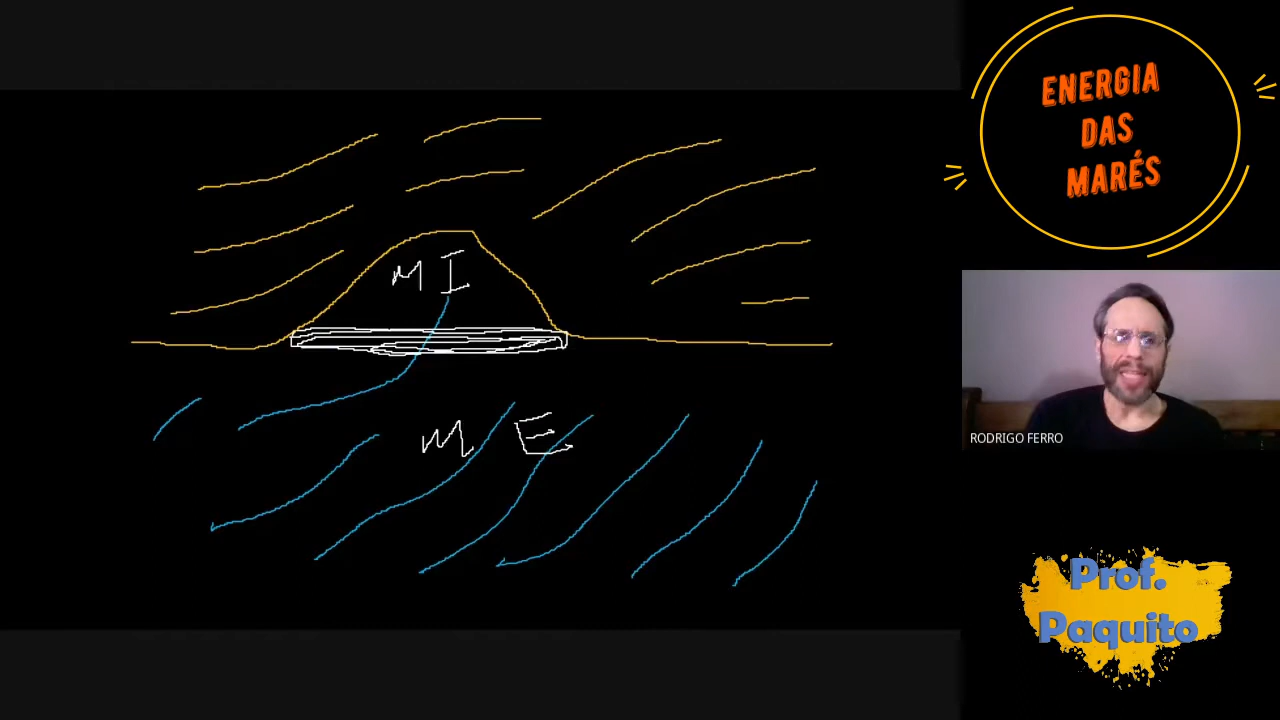 M I
M E
ENERGIA
DAS
MARÉS
RODRIGO FERRO
Prof.
Paquito